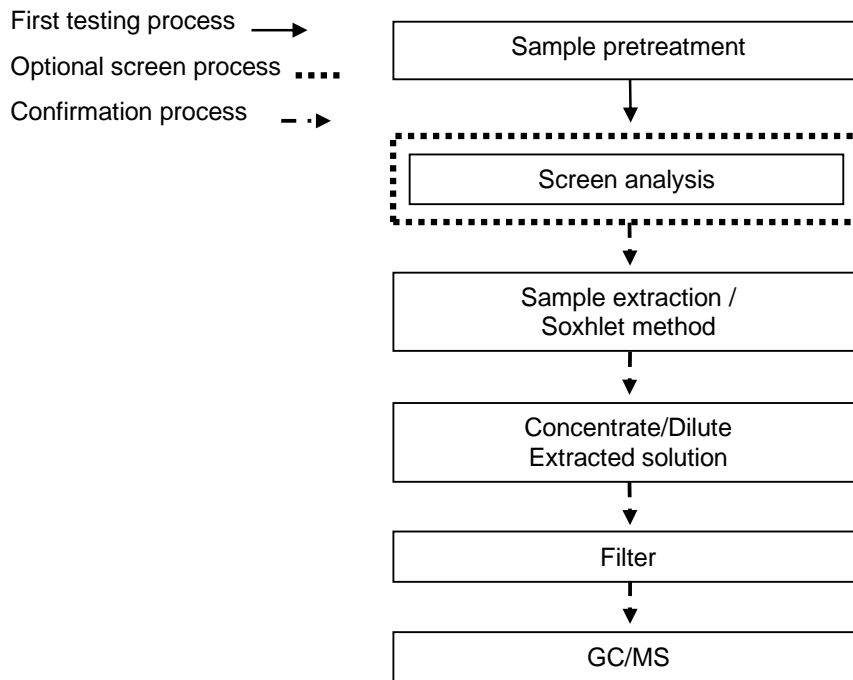 First testing process
Optional screen process
Confirmation process
Sample pretreatment
Screen analysis
Sample extraction /
Soxhlet method
Concentrate/Dilute
Extracted solution
Filter
GC/MS